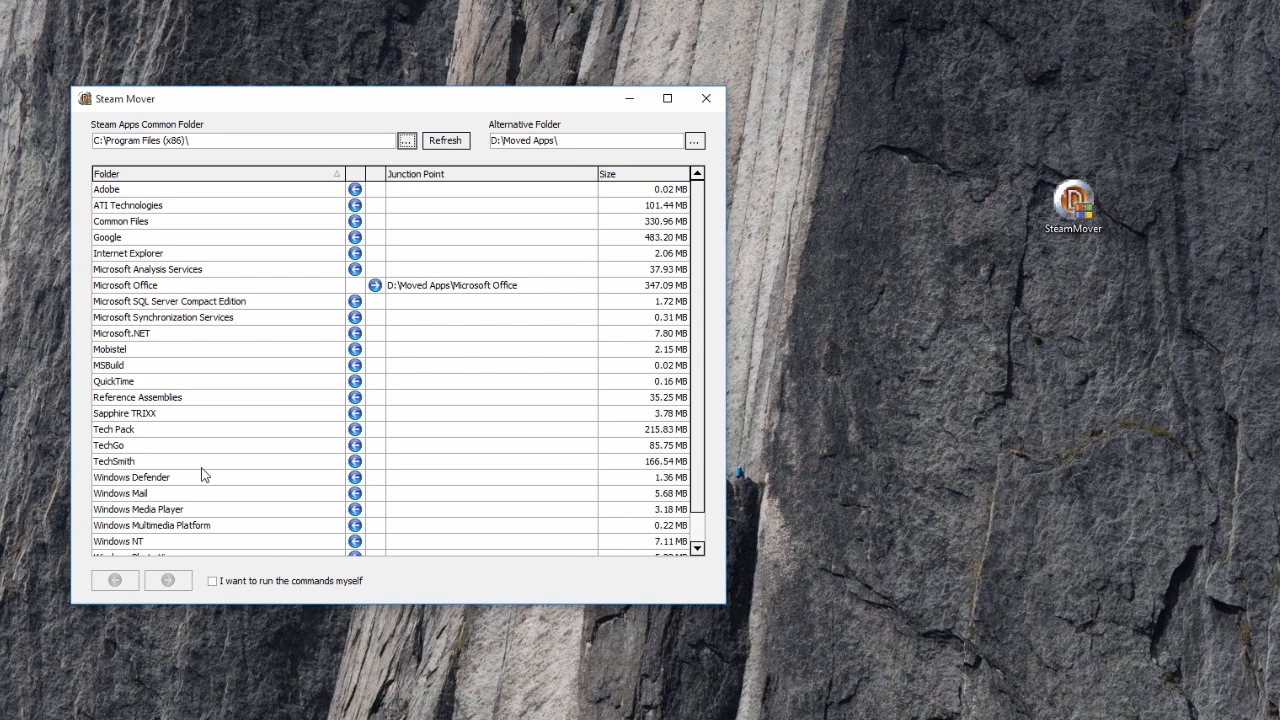 Steam Mover
Steam Apps Common Folder
Alternative Folder
C:\Program Files (x86)\ ... Refresh
D:\Moved Apps\ ...
Folder Junction Point Size
Adobe 0.02 MB
ATI Technologies 101.44 MB
Common Files 330.96 MB
Google 483.20 MB
Internet Explorer 2.06 MB
Microsoft Analysis Services 37.93 MB
Microsoft Office D:\Moved Apps\Microsoft Office 347.09 MB
Microsoft SQL Server Compact Edition 1.72 MB
Microsoft Synchronization Services 0.31 MB
Microsoft.NET 7.80 MB
Mobistel 2.15 MB
MSBuild 0.02 MB
QuickTime 0.16 MB
Reference Assemblies 35.25 MB
Sapphire TRIXX 3.78 MB
Tech Pack 215.83 MB
TechGo 85.75 MB
TechSmith 166.54 MB
Windows Defender 1.36 MB
Windows Mail 5.68 MB
Windows Media Player 3.18 MB
Windows Multimedia Platform 0.22 MB
Windows NT 7.11 MB
I want to run the commands myself
SteamMover